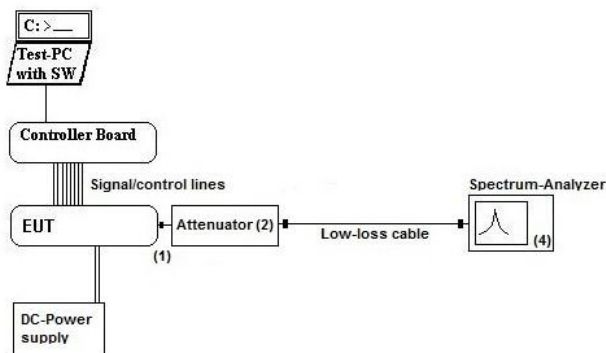 C:>__
Test-PC
with SW
Controller Board
Signal/control lines
Spectrum-Analyzer
EUT
Attenuator (2)
Low-loss cable
(4)
(1)
DC-Power
supply